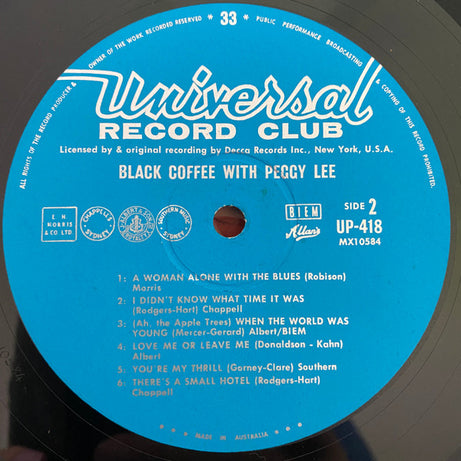 ALL RIGHTS OF THE RECORD PRODUCER & OWNER OF THE WORK RECORDED RESERVED * 33 * PUBLIC PERFORMANCE BROADCASTING & COPYING OF THIS RECORD PROHIBITED
Universal
RECORD CLUB
Licensed by & original recording by Decca Records Inc., New York, U.S.A.
BLACK COFFEE WITH PEGGY LEE
E H
MORRIS
& CO LTD
CHAPPELL
SYDNEY
ALBERT & SON
SOUTHERN MUSIC
SYDNEY
BIEM
Allan's
SIDE 2
UP-418
MX10584
1: A WOMAN ALONE WITH THE BLUES (Robison)
Morris
2: I DIDN'T KNOW WHAT TIME IT WAS
(Rodgers-Hart) Chappell
3: (Ah, the Apple Trees) WHEN THE WORLD WAS
YOUNG (Mercer-Gerard) Albert/BIEM
4: LOVE ME OR LEAVE ME (Donaldson - Kahn)
Albert
5: YOU'RE MY THRILL (Gorney-Clare) Southern
6: THERE'S A SMALL HOTEL (Rodgers-Hart)
Chappell
MADE IN AUSTRALIA